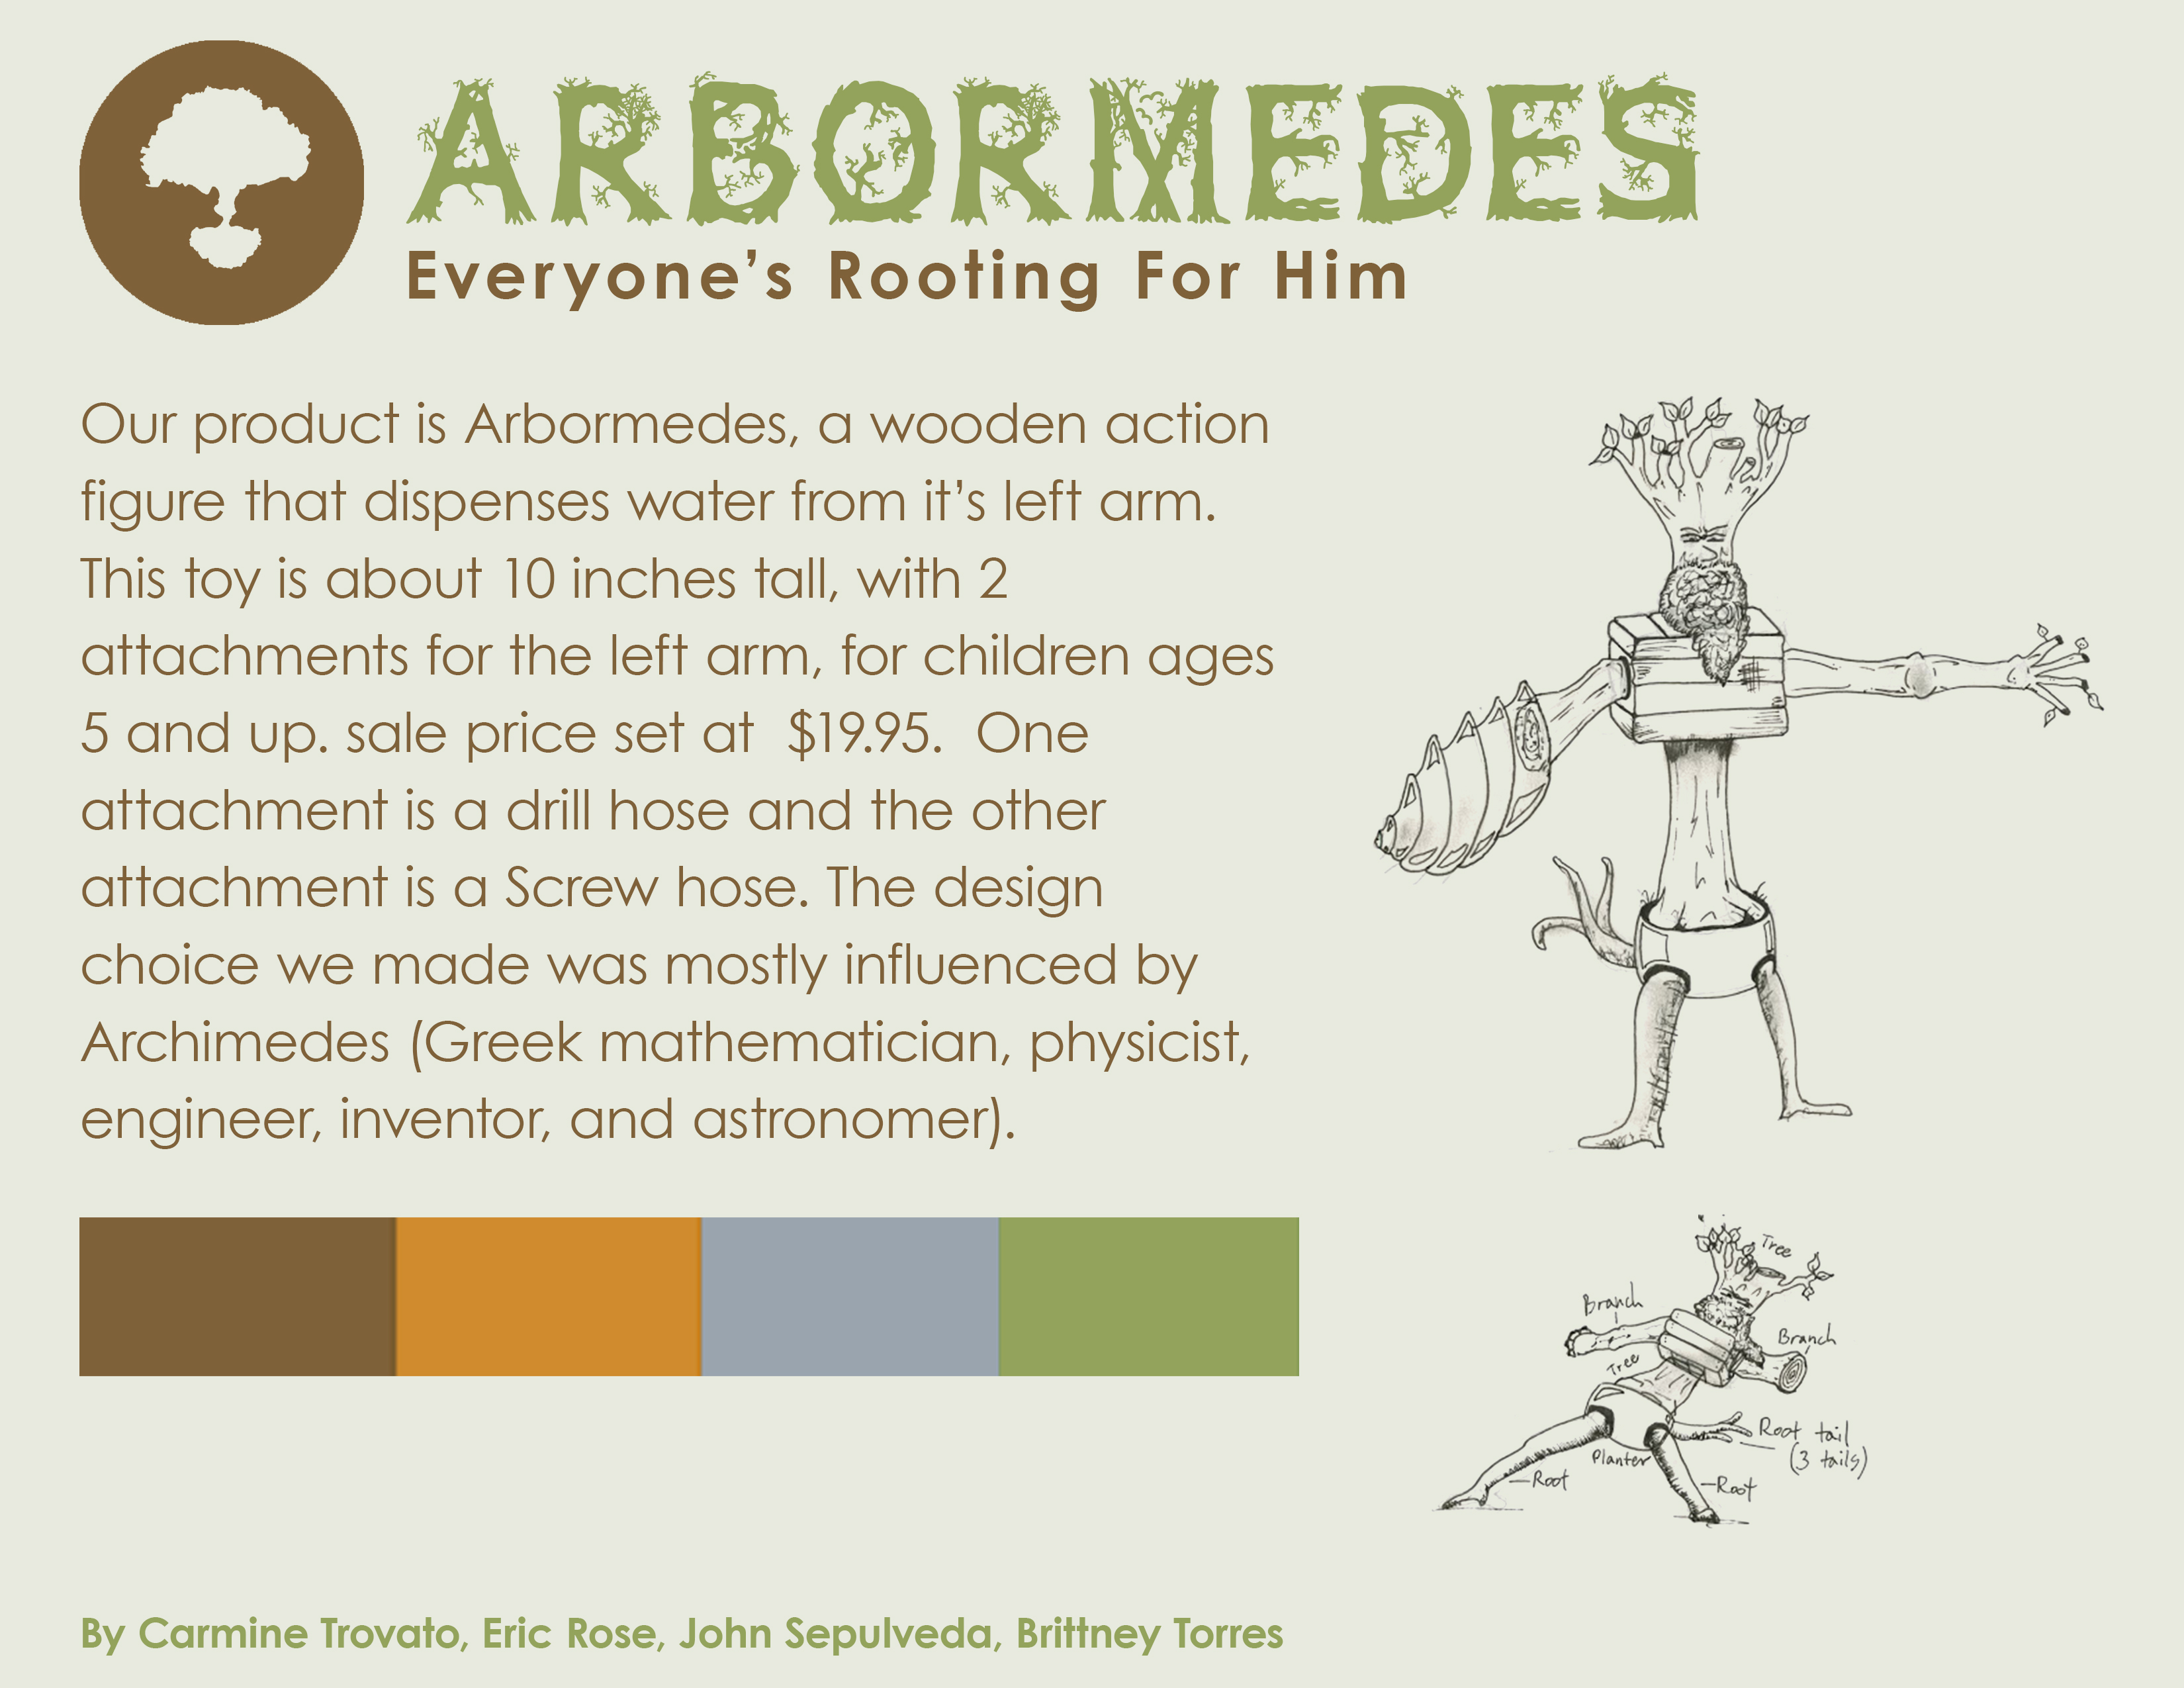 ARBORMEDES
Everyone's Rooting For Him
Our product is Arbormedes, a wooden action
figure that dispenses water from it's left arm.
This toy is about 10 inches tall, with 2
attachments for the left arm, for children ages
5 and up. sale price set at  $19.95.  One
attachment is a drill hose and the other
attachment is a Screw hose. The design
choice we made was mostly influenced by
Archimedes (Greek mathematician, physicist,
engineer, inventor, and astronomer).
Tree
Branch
Branch
Tree
Root tail
(3 tails)
Planter
Root
Root
By Carmine Trovato, Eric Rose, John Sepulveda, Brittney Torres